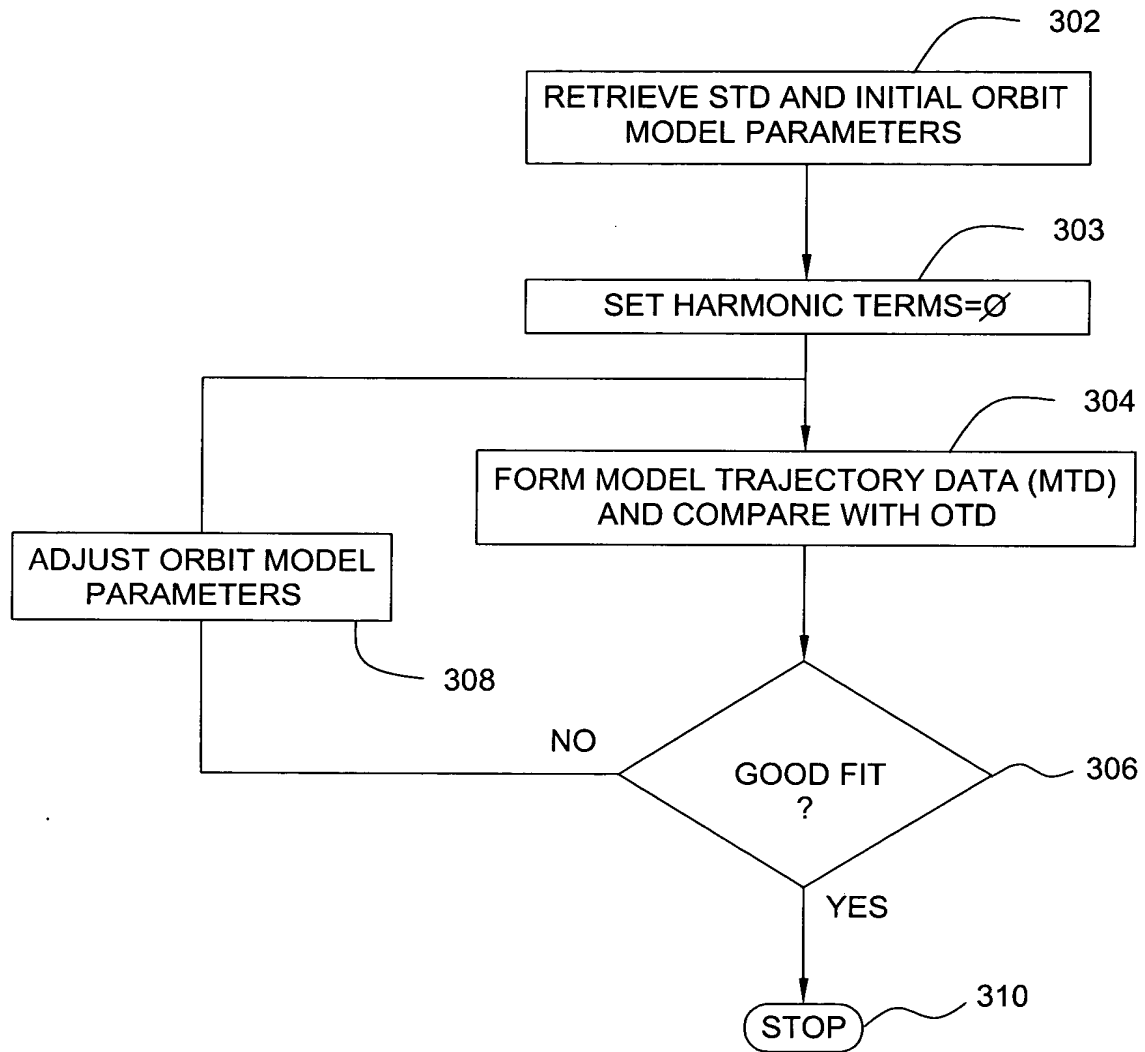 302
RETRIEVE STD AND INITIAL ORBIT
MODEL PARAMETERS
303
SET HARMONIC TERMS=Ø
304
FORM MODEL TRAJECTORY DATA (MTD)
AND COMPARE WITH OTD
ADJUST ORBIT MODEL
PARAMETERS
308
NO
GOOD FIT
?
306
YES
310
STOP